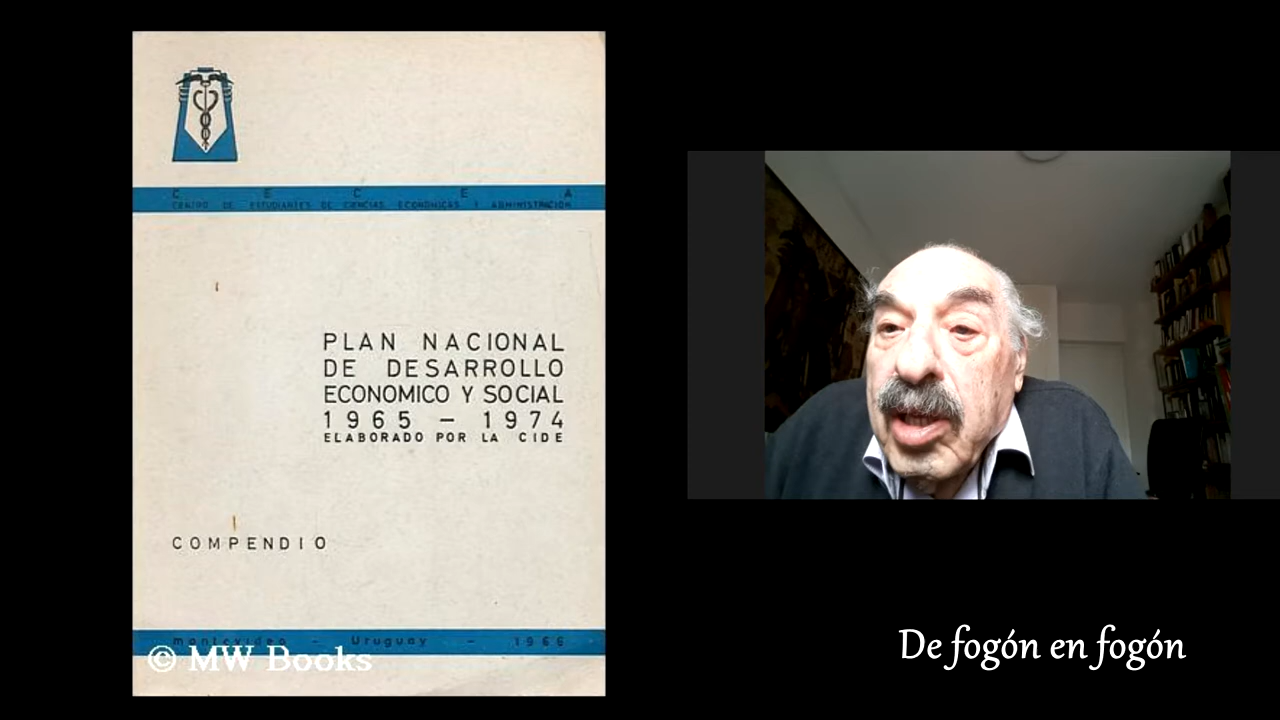 C E C E A
CENTRO DE ESTUDIANTES DE CIENCIAS ECONOMICAS Y ADMINISTRACION
PLAN NACIONAL
DE DESARROLLO
ECONOMICO Y SOCIAL
1965 - 1974
ELABORADO POR LA CIDE
COMPENDIO
montevideo - Uruguay - 1966
© MW Books
De fogón en fogón